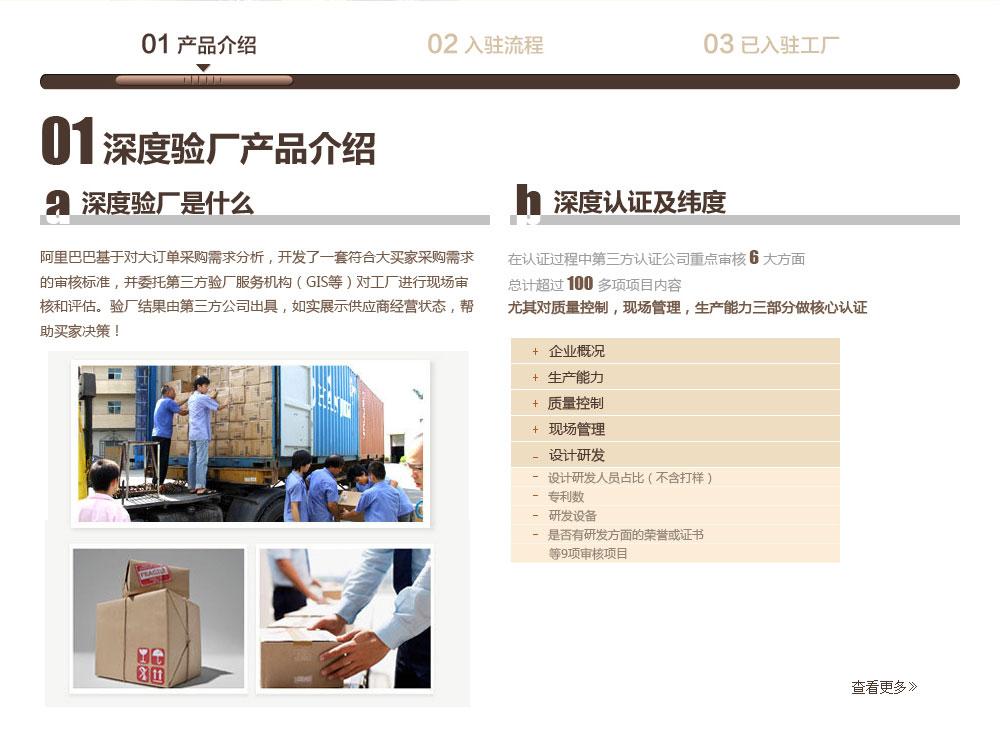 01 产品介绍
02 入驻流程
03 已入驻工厂
01 深度验厂产品介绍
a 深度验厂是什么
阿里巴巴基于对大订单采购需求分析，开发了一套符合大买家采购需求
的审核标准，并委托第三方验厂服务机构（GIS等）对工厂进行现场审
核和评估。验厂结果由第三方公司出具，如实展示供应商经营状态，帮
助买家决策！
FRAGILE
b 深度认证及纬度
在认证过程中第三方认证公司重点审核 6 大方面
总计超过 100 多项项目内容
尤其对质量控制，现场管理，生产能力三部分做核心认证
+ 企业概况
+ 生产能力
+ 质量控制
+ 现场管理
- 设计研发
- 设计研发人员占比（不含打样）
- 专利数
- 研发设备
- 是否有研发方面的荣誉或证书
等9项审核项目
查看更多》